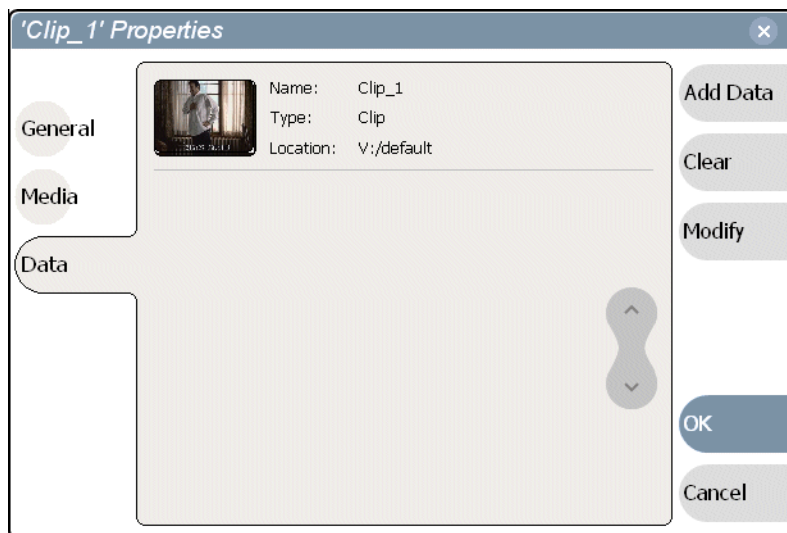 'Clip_1' Properties
General
Media
Data
Name: Clip_1
Type: Clip
Location: V:/default
Add Data
Clear
Modify
OK
Cancel